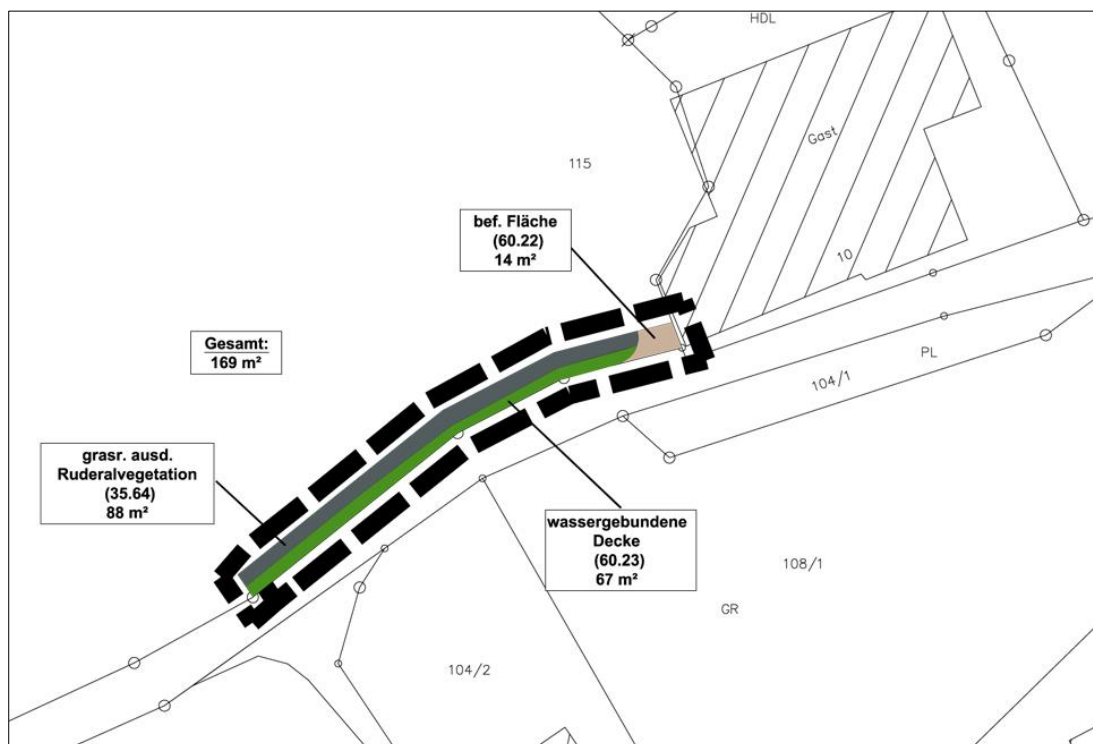 HDL
Gast
115
bef. Fläche
(60.22)
14 m²
10
Gesamt:
169 m²
PL
104/1
grasr. ausd.
Ruderalvegetation
(35.64)
88 m²
wassergebundene
Decke
(60.23)
67 m²
108/1
GR
104/2